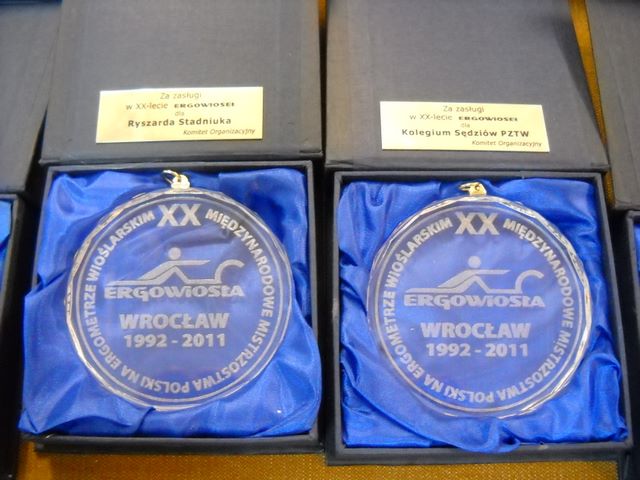 Za zasługi
w XX-lecie ERGOWIOSEŁ
dla
Ryszarda Stadniuka
Komitet Organizacyjny
Za zasługi
w XX-lecie ERGOWIOSEŁ
dla
Kolegium Sędziów PZTW
Komitet Organizacyjny
XX MIĘDZYNARODOWE MISTRZOSTWA POLSKI NA ERGOMETRZE WIOŚLARSKIM
ERGOWIOSŁA
WROCŁAW
1992 - 2011
XX MIĘDZYNARODOWE MISTRZOSTWA POLSKI NA ERGOMETRZE WIOŚLARSKIM
ERGOWIOSŁA
WROCŁAW
1992 - 2011